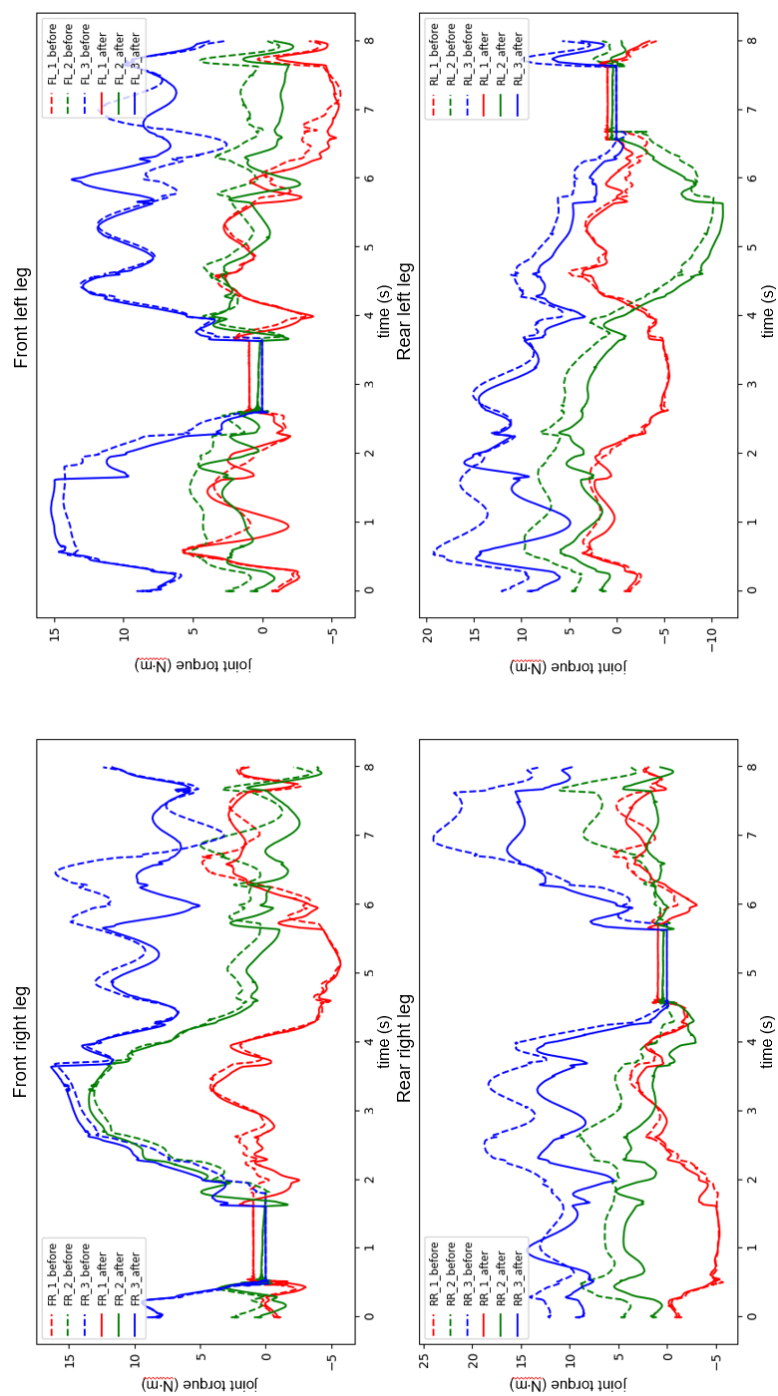 Front right leg
FR_1_before
FR_2_before
FR_3_before
FR_1_after
FR_2_after
FR_3_after
joint torque (N·m)
15
10
5
0
−5
0 1 2 3 4 5 6 7 8
time (s)
Front left leg
FL_1_before
FL_2_before
FL_3_before
FL_1_after
FL_2_after
FL_3_after
joint torque (N·m)
15
10
5
0
−5
0 1 2 3 4 5 6 7 8
time (s)
Rear right leg
RR_1_before
RR_2_before
RR_3_before
RR_1_after
RR_2_after
RR_3_after
joint torque (N·m)
25
20
15
10
5
0
−5
0 1 2 3 4 5 6 7 8
time (s)
Rear left leg
RL_1_before
RL_2_before
RL_3_before
RL_1_after
RL_2_after
RL_3_after
joint torque (N·m)
20
15
10
5
0
−5
−10
0 1 2 3 4 5 6 7 8
time (s)